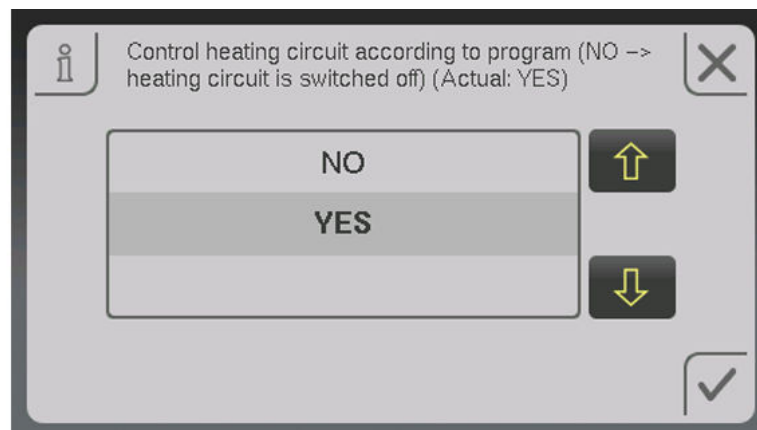 Control heating circuit according to program (NO ->
heating circuit is switched off) (Actual: YES)
NO
YES